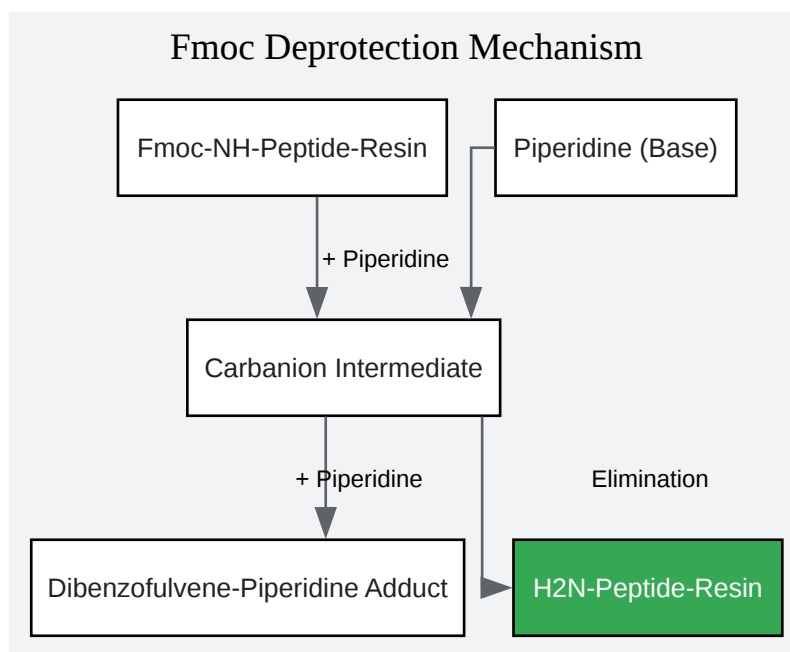 Fmoc Deprotection Mechanism
Fmoc-NH-Peptide-Resin
Piperidine (Base)
+ Piperidine
Carbanion Intermediate
+ Piperidine
Elimination
Dibenzofulvene-Piperidine Adduct
H2N-Peptide-Resin